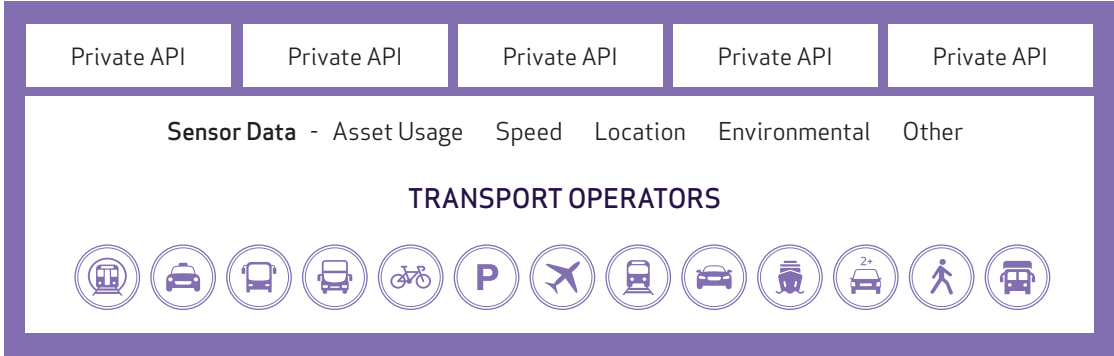 Private API Private API Private API Private API Private API
Sensor Data - Asset Usage Speed Location Environmental Other
TRANSPORT OPERATORS
P
2+